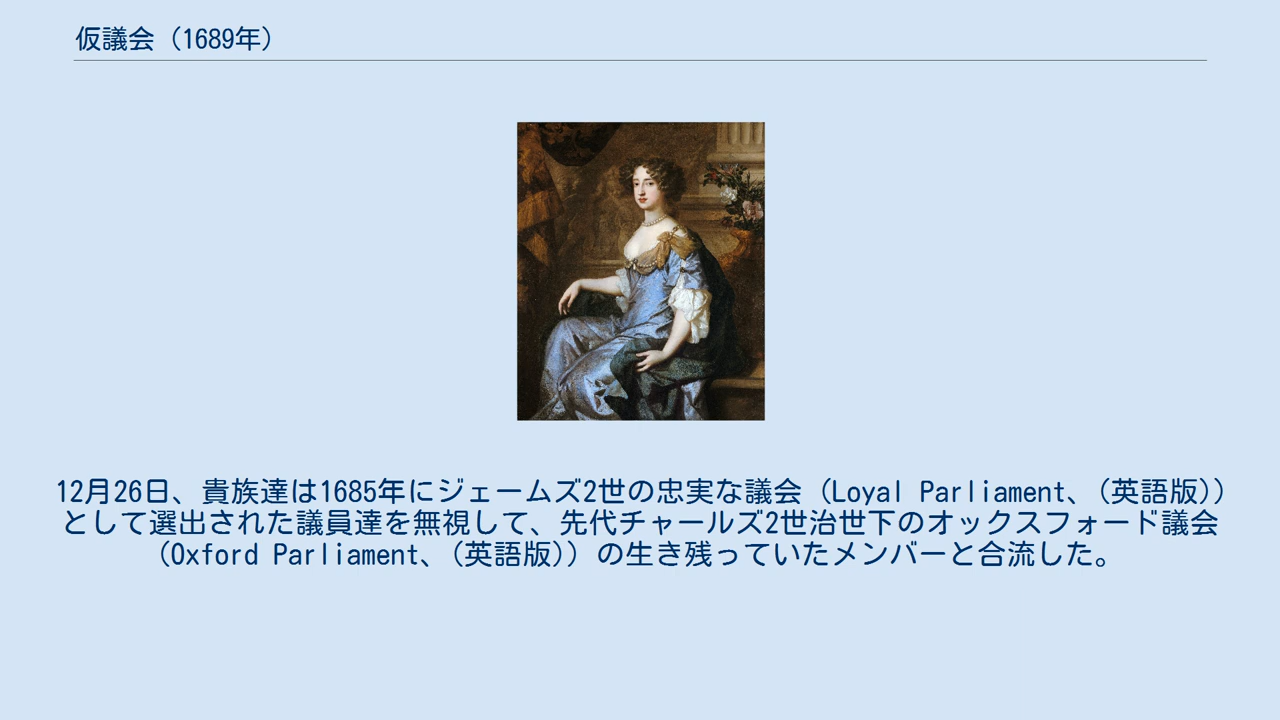 仮議会（1689年）
12月26日、貴族達は1685年にジェームズ2世の忠実な議会（Loyal Parliament、（英語版））
として選出された議員達を無視して、先代チャールズ2世治世下のオックスフォード議会
（Oxford Parliament、（英語版））の生き残っていたメンバーと合流した。